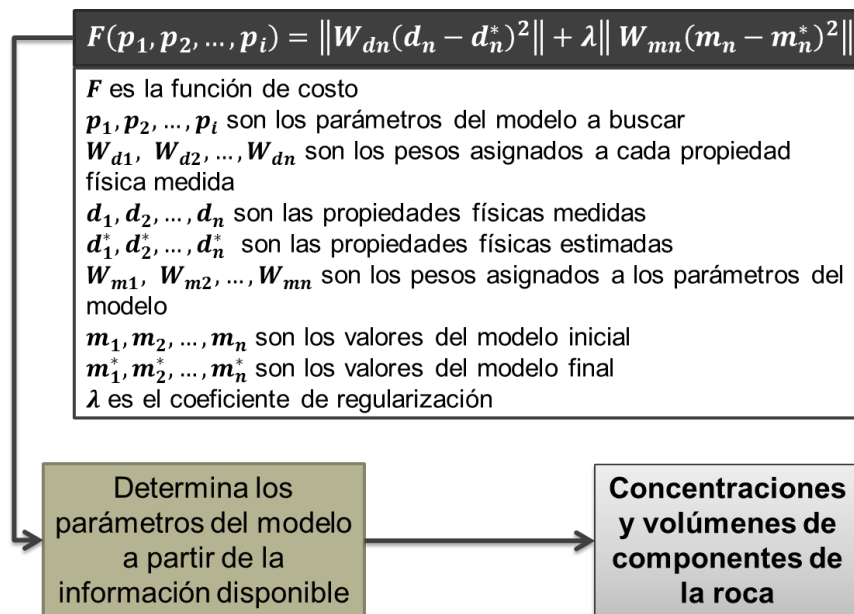 F(p₁, p₂, ..., pᵢ) = ‖W_dn(d_n − d_n^*)²‖ + λ‖ W_mn(m_n − m_n^*)²‖
F es la función de costo
p₁, p₂, ..., pᵢ son los parámetros del modelo a buscar
W_d1, W_d2, ..., W_dn son los pesos asignados a cada propiedad
física medida
d₁, d₂, ..., d_n son las propiedades físicas medidas
d₁^*, d₂^*, ..., d_n^* son las propiedades físicas estimadas
W_m1, W_m2, ..., W_mn son los pesos asignados a los parámetros del
modelo
m₁, m₂, ..., m_n son los valores del modelo inicial
m₁^*, m₂^*, ..., m_n^* son los valores del modelo final
λ es el coeficiente de regularización
Determina los
parámetros del modelo
a partir de la
información disponible
Concentraciones
y volúmenes de
componentes de
la roca